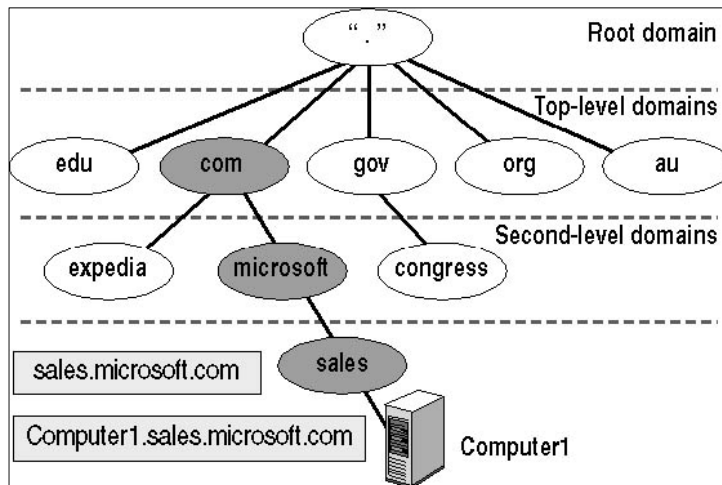 “.”
Root domain
Top-level domains
edu
com
gov
org
au
Second-level domains
expedia
microsoft
congress
sales
sales.microsoft.com
Computer1.sales.microsoft.com
Computer1